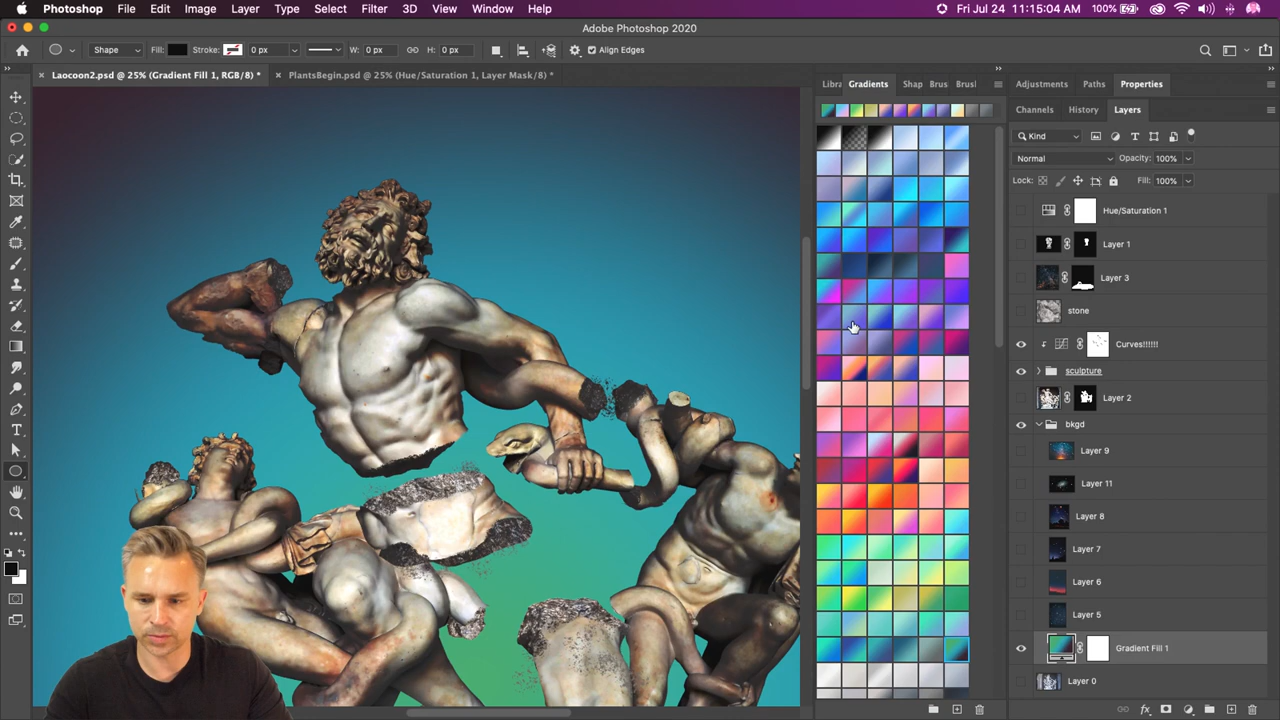 Photoshop File Edit Image Layer Type Select Filter 3D View Window Help 100% Fri Jul 24 11:15:04 AM
Adobe Photoshop 2020
Shape Fill: Stroke: 0 px W: 0 px H: 0 px Align Edges
Laocoon2.psd @ 25% (Gradient Fill 1, RGB/8) * PlantsBegin.psd @ 25% (Hue/Saturation 1, Layer Mask/8) *
Libra Gradients Shap Brus Brusl
Adjustments Paths Properties
Channels History Layers
Kind
Normal Opacity: 100%
Lock: Fill: 100%
Hue/Saturation 1
Layer 1
Layer 3
stone
Curves!!!!!!
sculpture
Layer 2
bkgd
Layer 9
Layer 11
Layer 8
Layer 7
Layer 6
Layer 5
Gradient Fill 1
Layer 0